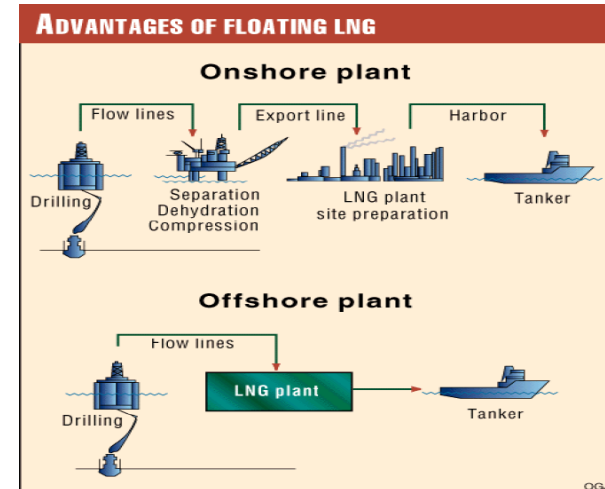 ADVANTAGES OF FLOATING LNG
Onshore plant
Flow lines
Export line
Harbor
Drilling
Separation
Dehydration
Compression
LNG plant
site preparation
Tanker
Offshore plant
Flow lines
Drilling
LNG plant
Tanker